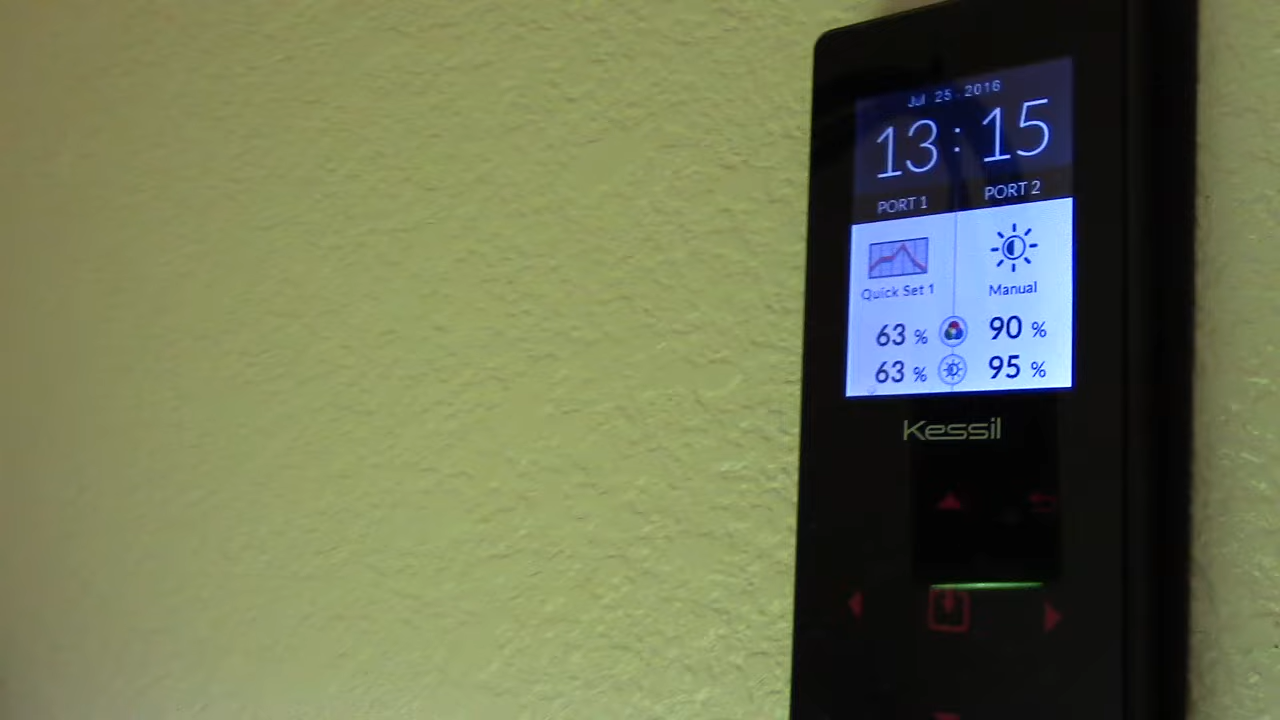 Jul 25 . 2016
13 : 15
PORT 1 PORT 2
Quick Set 1 Manual
63 % 90 %
63 % 95 %
Kessil